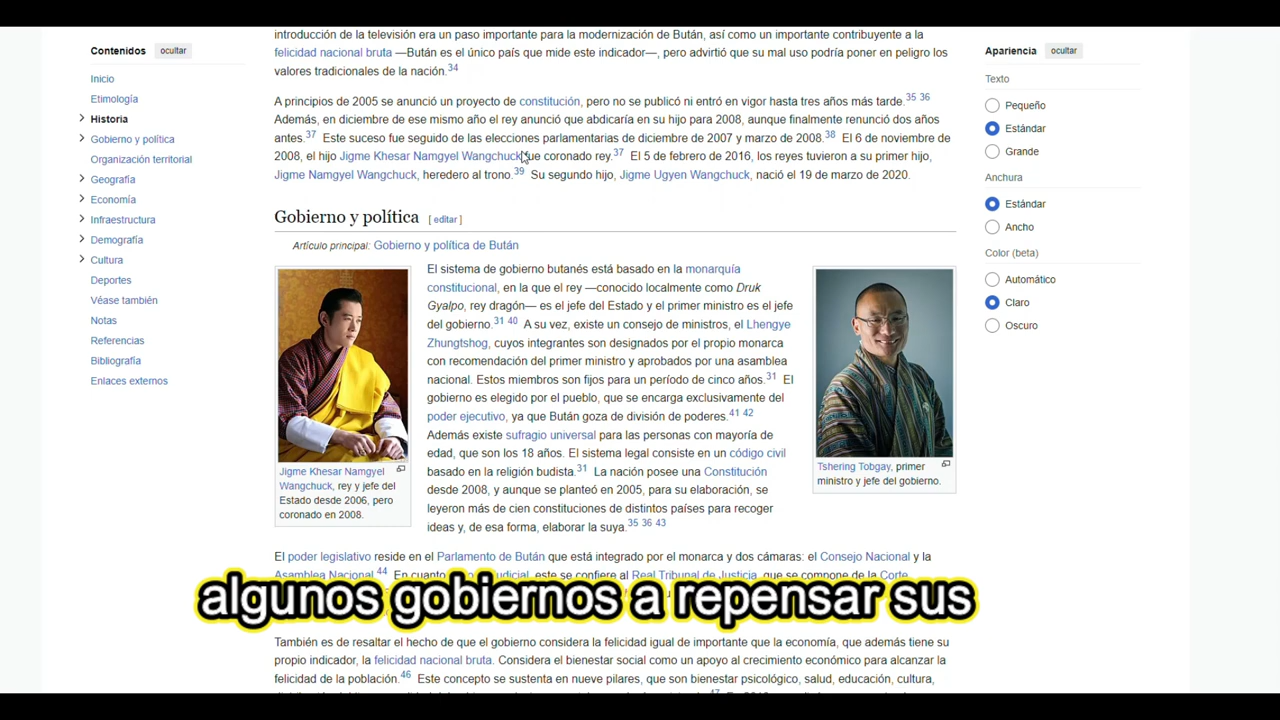 Contenidos ocultar
Inicio
Etimología
Historia
Gobierno y política
Organización territorial
Geografía
Economía
Infraestructura
Demografía
Cultura
Deportes
Véase también
Notas
Referencias
Bibliografía
Enlaces externos
introducción de la televisión era un paso importante para la modernización de Bután, así como un importante contribuyente a la
felicidad nacional bruta —Bután es el único país que mide este indicador—, pero advirtió que su mal uso podría poner en peligro los
valores tradicionales de la nación.34
A principios de 2005 se anunció un proyecto de constitución, pero no se publicó ni entró en vigor hasta tres años más tarde.35 36
Además, en diciembre de ese mismo año el rey anunció que abdicaría en su hijo para 2008, aunque finalmente renunció dos años
antes.37 Este suceso fue seguido de las elecciones parlamentarias de diciembre de 2007 y marzo de 2008.38 El 6 de noviembre de
2008, el hijo Jigme Khesar Namgyel Wangchuck fue coronado rey.37 El 5 de febrero de 2016, los reyes tuvieron a su primer hijo,
Jigme Namgyel Wangchuck, heredero al trono.39 Su segundo hijo, Jigme Ugyen Wangchuck, nació el 19 de marzo de 2020.
Gobierno y política [ editar ]
Artículo principal: Gobierno y política de Bután
Jigme Khesar Namgyel
Wangchuck, rey y jefe del
Estado desde 2006, pero
coronado en 2008.
El sistema de gobierno butanés está basado en la monarquía
constitucional, en la que el rey —conocido localmente como Druk
Gyalpo, rey dragón— es el jefe del Estado y el primer ministro es el jefe
del gobierno.31 40 A su vez, existe un consejo de ministros, el Lhengye
Zhungtshog, cuyos integrantes son designados por el propio monarca
con recomendación del primer ministro y aprobados por una asamblea
nacional. Estos miembros son fijos para un período de cinco años.31 El
gobierno es elegido por el pueblo, que se encarga exclusivamente del
poder ejecutivo, ya que Bután goza de división de poderes.41 42
Además existe sufragio universal para las personas con mayoría de
edad, que son los 18 años. El sistema legal consiste en un código civil
basado en la religión budista.31 La nación posee una Constitución
desde 2008, y aunque se planteó en 2005, para su elaboración, se
leyeron más de cien constituciones de distintos países para recoger
ideas y, de esa forma, elaborar la suya.35 36 43
Tshering Tobgay, primer
ministro y jefe del gobierno.
El poder legislativo reside en el Parlamento de Bután que está integrado por el monarca y dos cámaras: el Consejo Nacional y la
Asamblea Nacional.44 En cuanto judicial, este se confiere al Real Tribunal de Justicia, que se compone de la Corte
algunos gobiernos a repensar sus
También es de resaltar el hecho de que el gobierno considera la felicidad igual de importante que la economía, que además tiene su
propio indicador, la felicidad nacional bruta. Considera el bienestar social como un apoyo al crecimiento económico para alcanzar la
felicidad de la población.46 Este concepto se sustenta en nueve pilares, que son bienestar psicológico, salud, educación, cultura,
Apariencia ocultar
Texto
Pequeño
Estándar
Grande
Anchura
Estándar
Ancho
Color (beta)
Automático
Claro
Oscuro